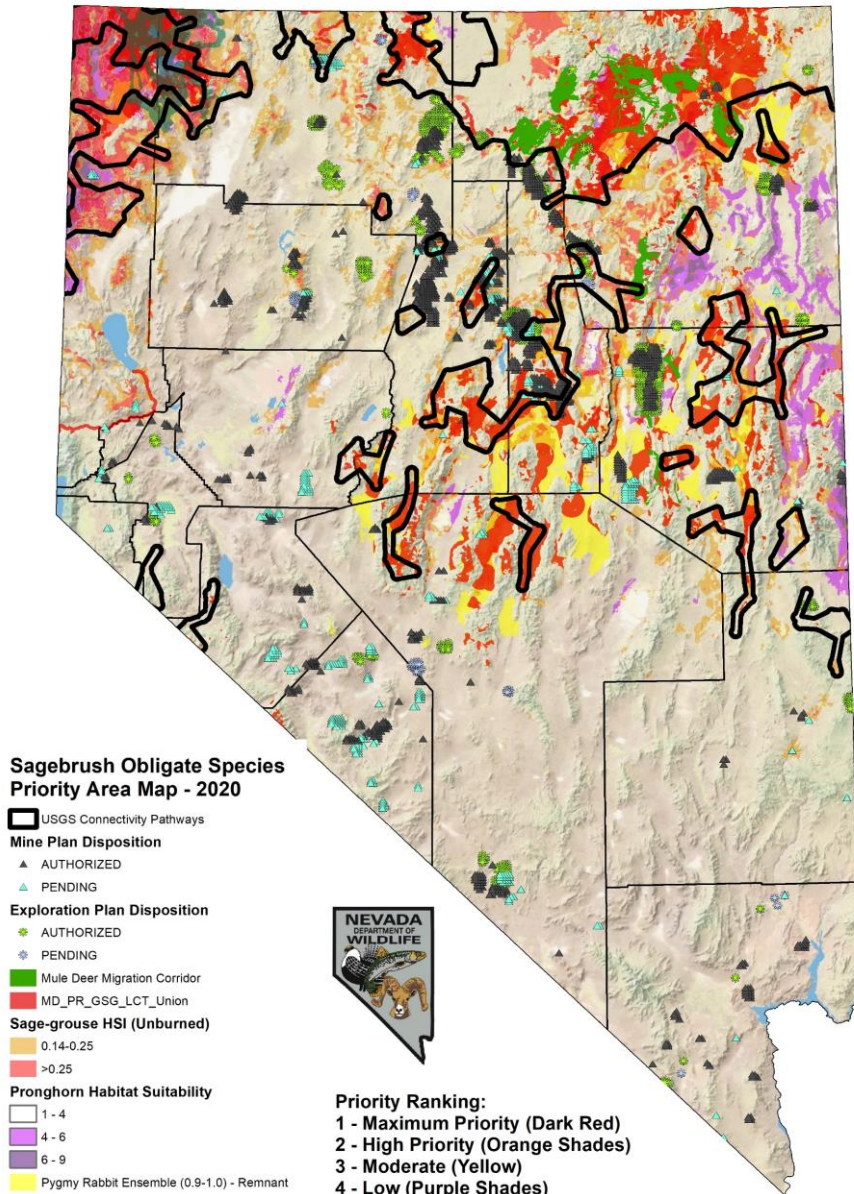 Sagebrush Obligate Species
Priority Area Map - 2020
USGS Connectivity Pathways
Mine Plan Disposition
AUTHORIZED
PENDING
Exploration Plan Disposition
AUTHORIZED
PENDING
Mule Deer Migration Corridor
MD_PR_GSG_LCT_Union
Sage-grouse HSI (Unburned)
0.14-0.25
>0.25
Pronghorn Habitat Suitability
1 - 4
4 - 6
6 - 9
Pygmy Rabbit Ensemble (0.9-1.0) - Remnant
NEVADA
DEPARTMENT OF
WILDLIFE
Priority Ranking:
1 - Maximum Priority (Dark Red)
2 - High Priority (Orange Shades)
3 - Moderate (Yellow)
4 - Low (Purple Shades)